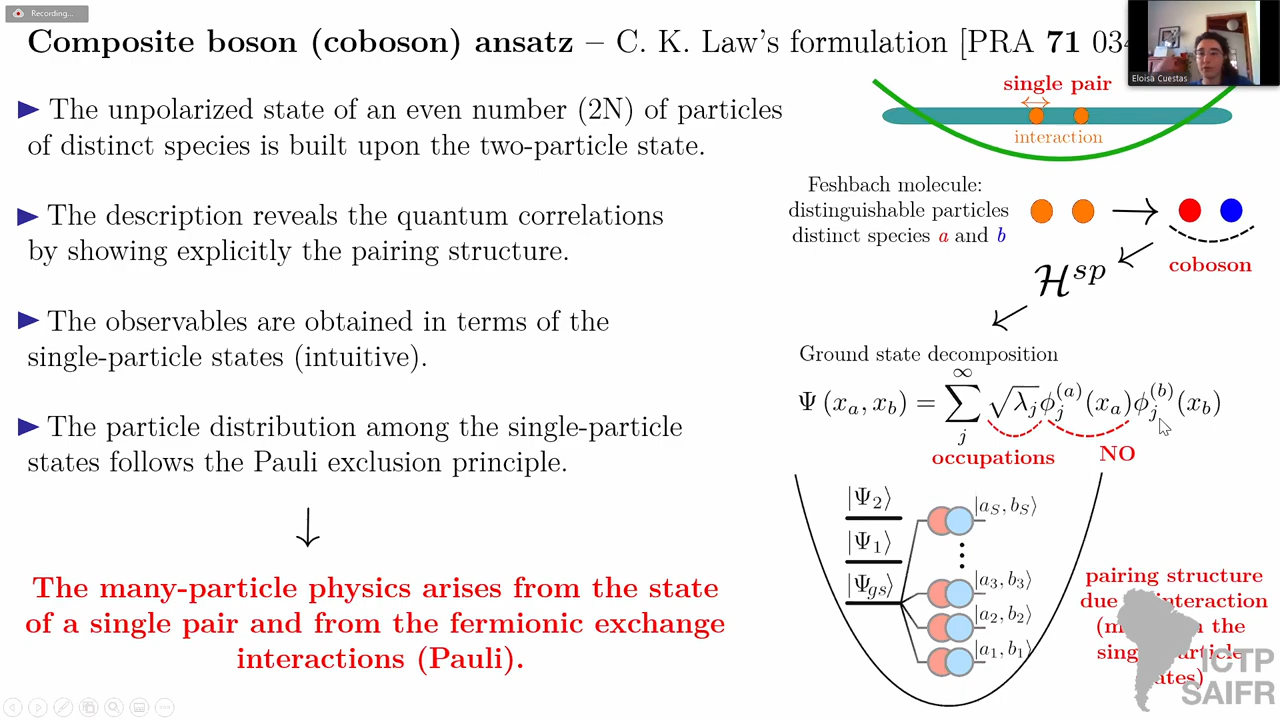 Recording...
Composite boson (coboson) ansatz – C. K. Law's formulation [PRA 71 034
Eloisa Cuestas
▶ The unpolarized state of an even number (2N) of particles
of distinct species is built upon the two-particle state.
▶ The description reveals the quantum correlations
by showing explicitly the pairing structure.
▶ The observables are obtained in terms of the
single-particle states (intuitive).
▶ The particle distribution among the single-particle
states follows the Pauli exclusion principle.
The many-particle physics arises from the state
of a single pair and from the fermionic exchange
interactions (Pauli).
single pair
interaction
Feshbach molecule:
distinguishable particles
distinct species a and b
coboson
ℋ^{sp}
Ground state decomposition
Ψ (x_a, x_b) = ∑_j^∞ √λ_j ϕ_j^{(a)}(x_a) ϕ_j^{(b)}(x_b)
occupations
NO
|Ψ_2⟩
|Ψ_1⟩
|Ψ_{gs}⟩
|a_S, b_S⟩
⋮
|a_3, b_3⟩
|a_2, b_2⟩
|a_1, b_1⟩
pairing structure
due interaction
the
ICTP
SAIFR